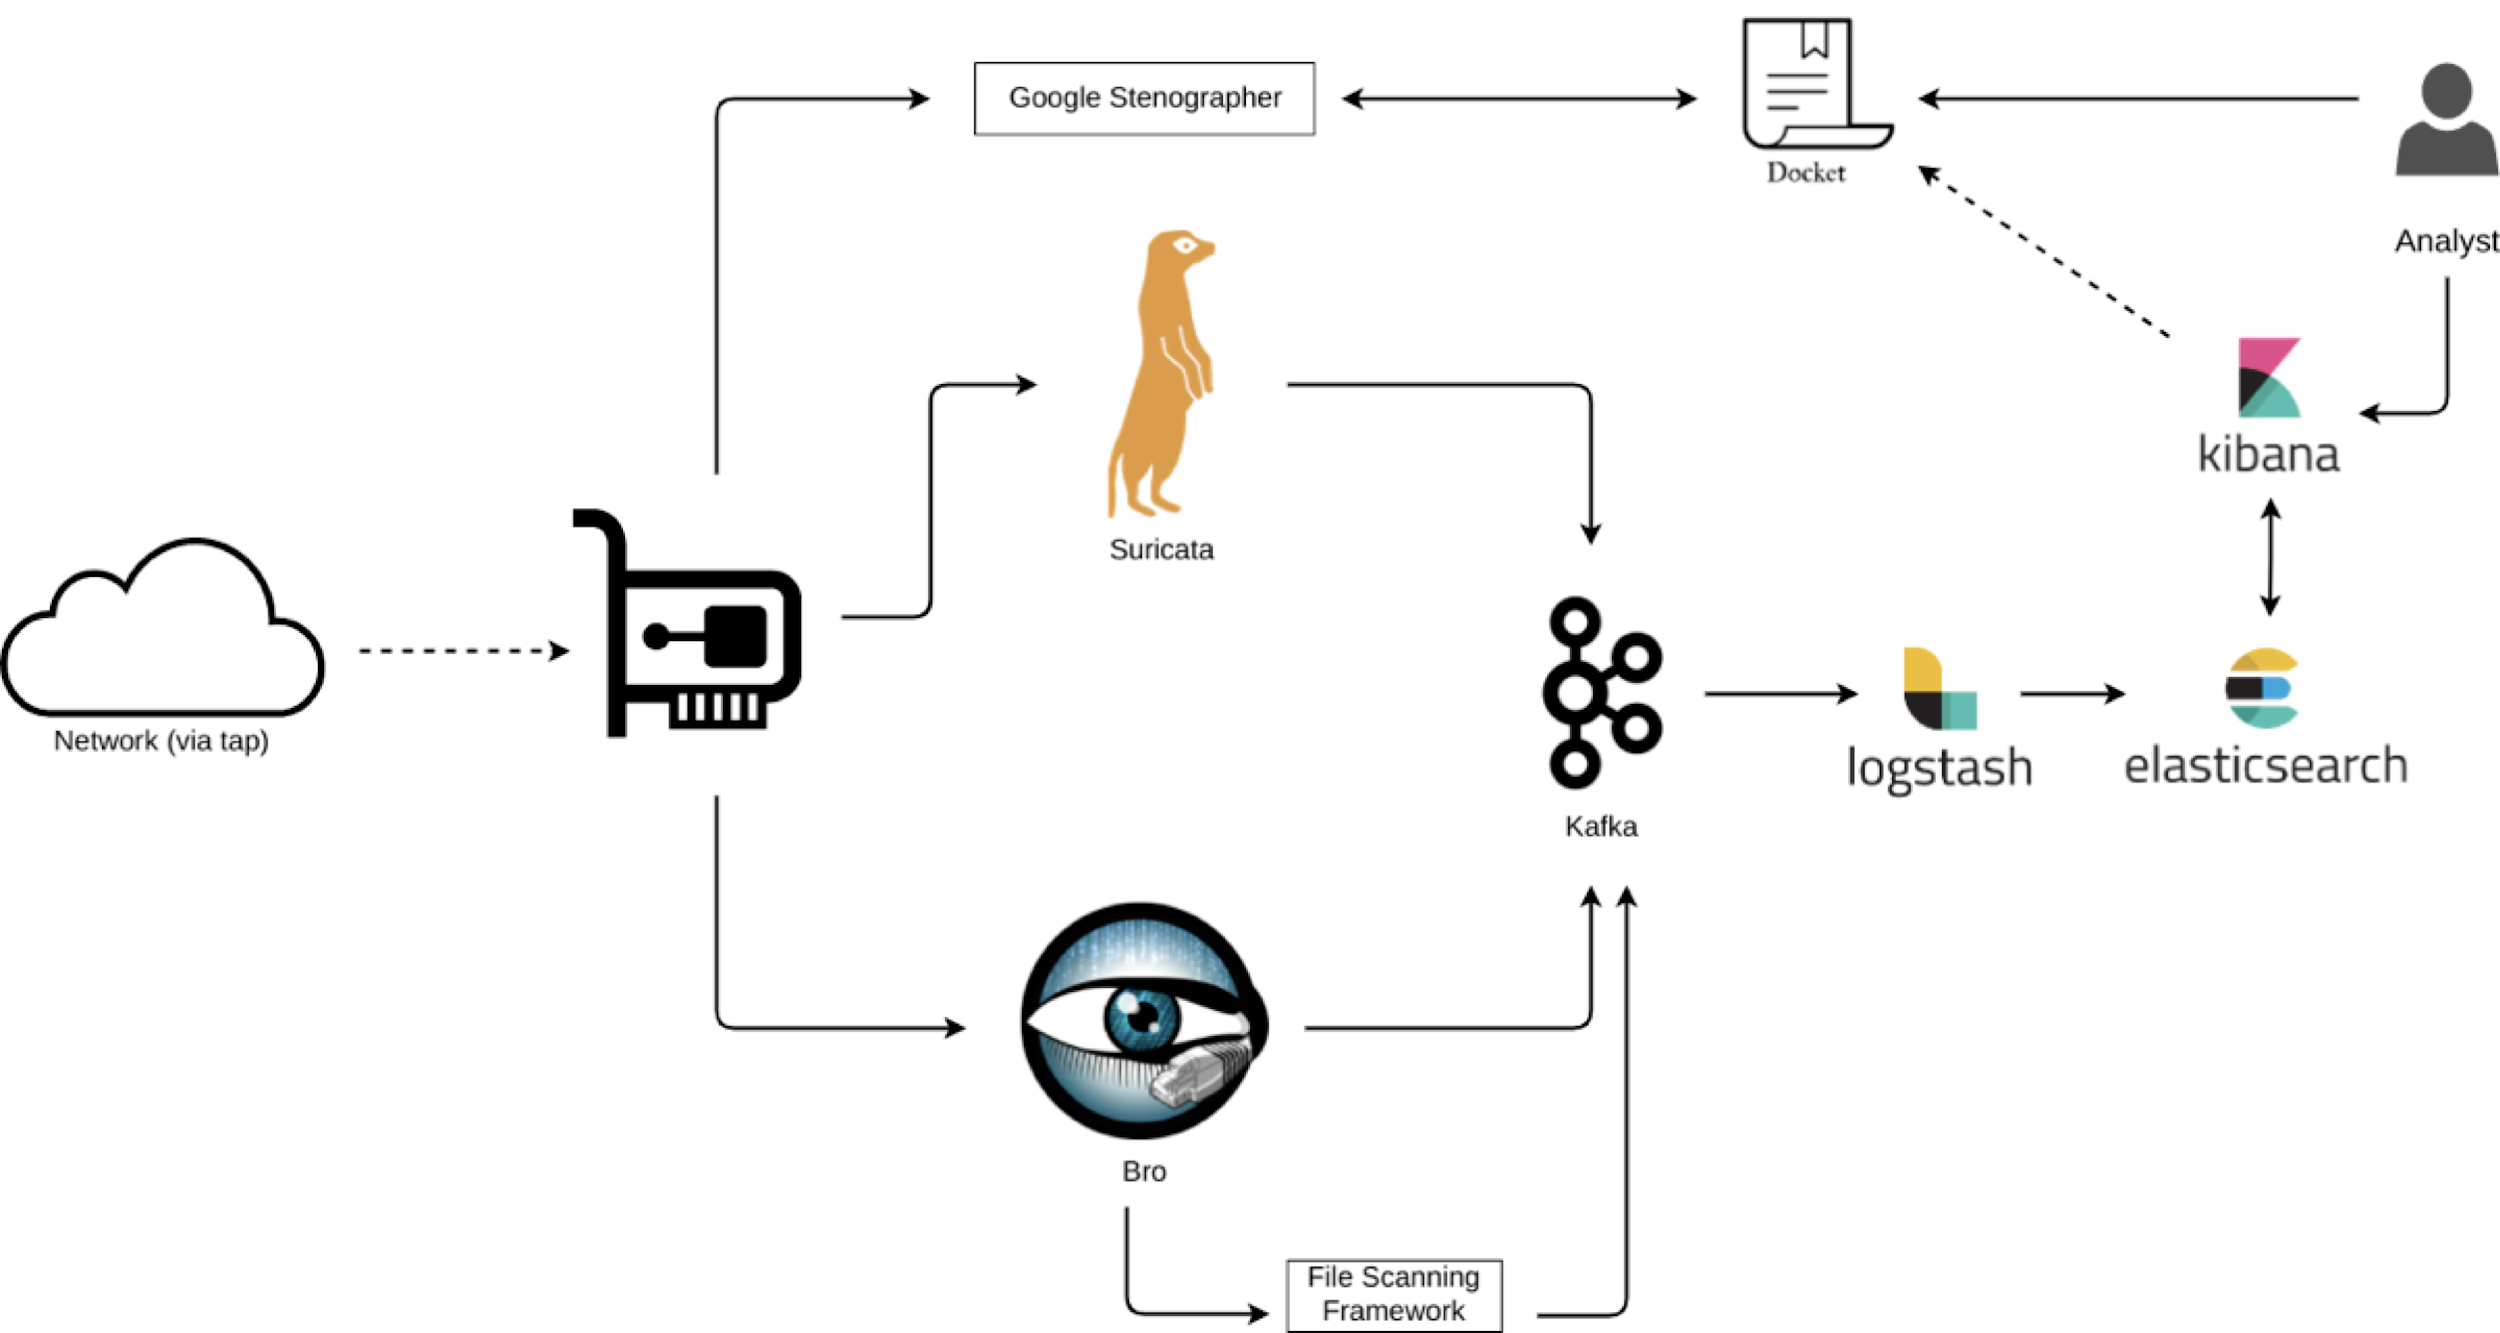 Google Stenographer
Docket
Analyst
Suricata
kibana
Network (via tap)
logstash
elasticsearch
Kafka
Bro
File Scanning
Framework